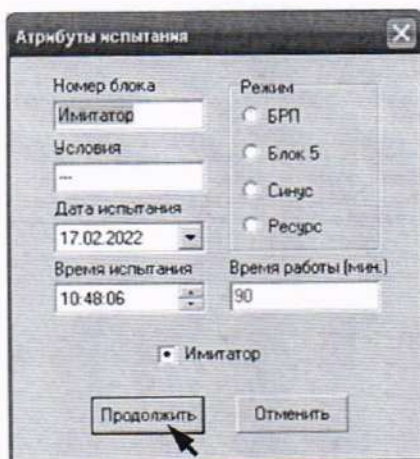 Атрибуты испытания
Номер блока
Имитатор
Условия
---
Дата испытания
17.02.2022
Время испытания
10:48:06
Режим
БРП
Блок 5
Синус
Ресурс
Время работы (мин.)
90
Имитатор
Продолжить
Отменить